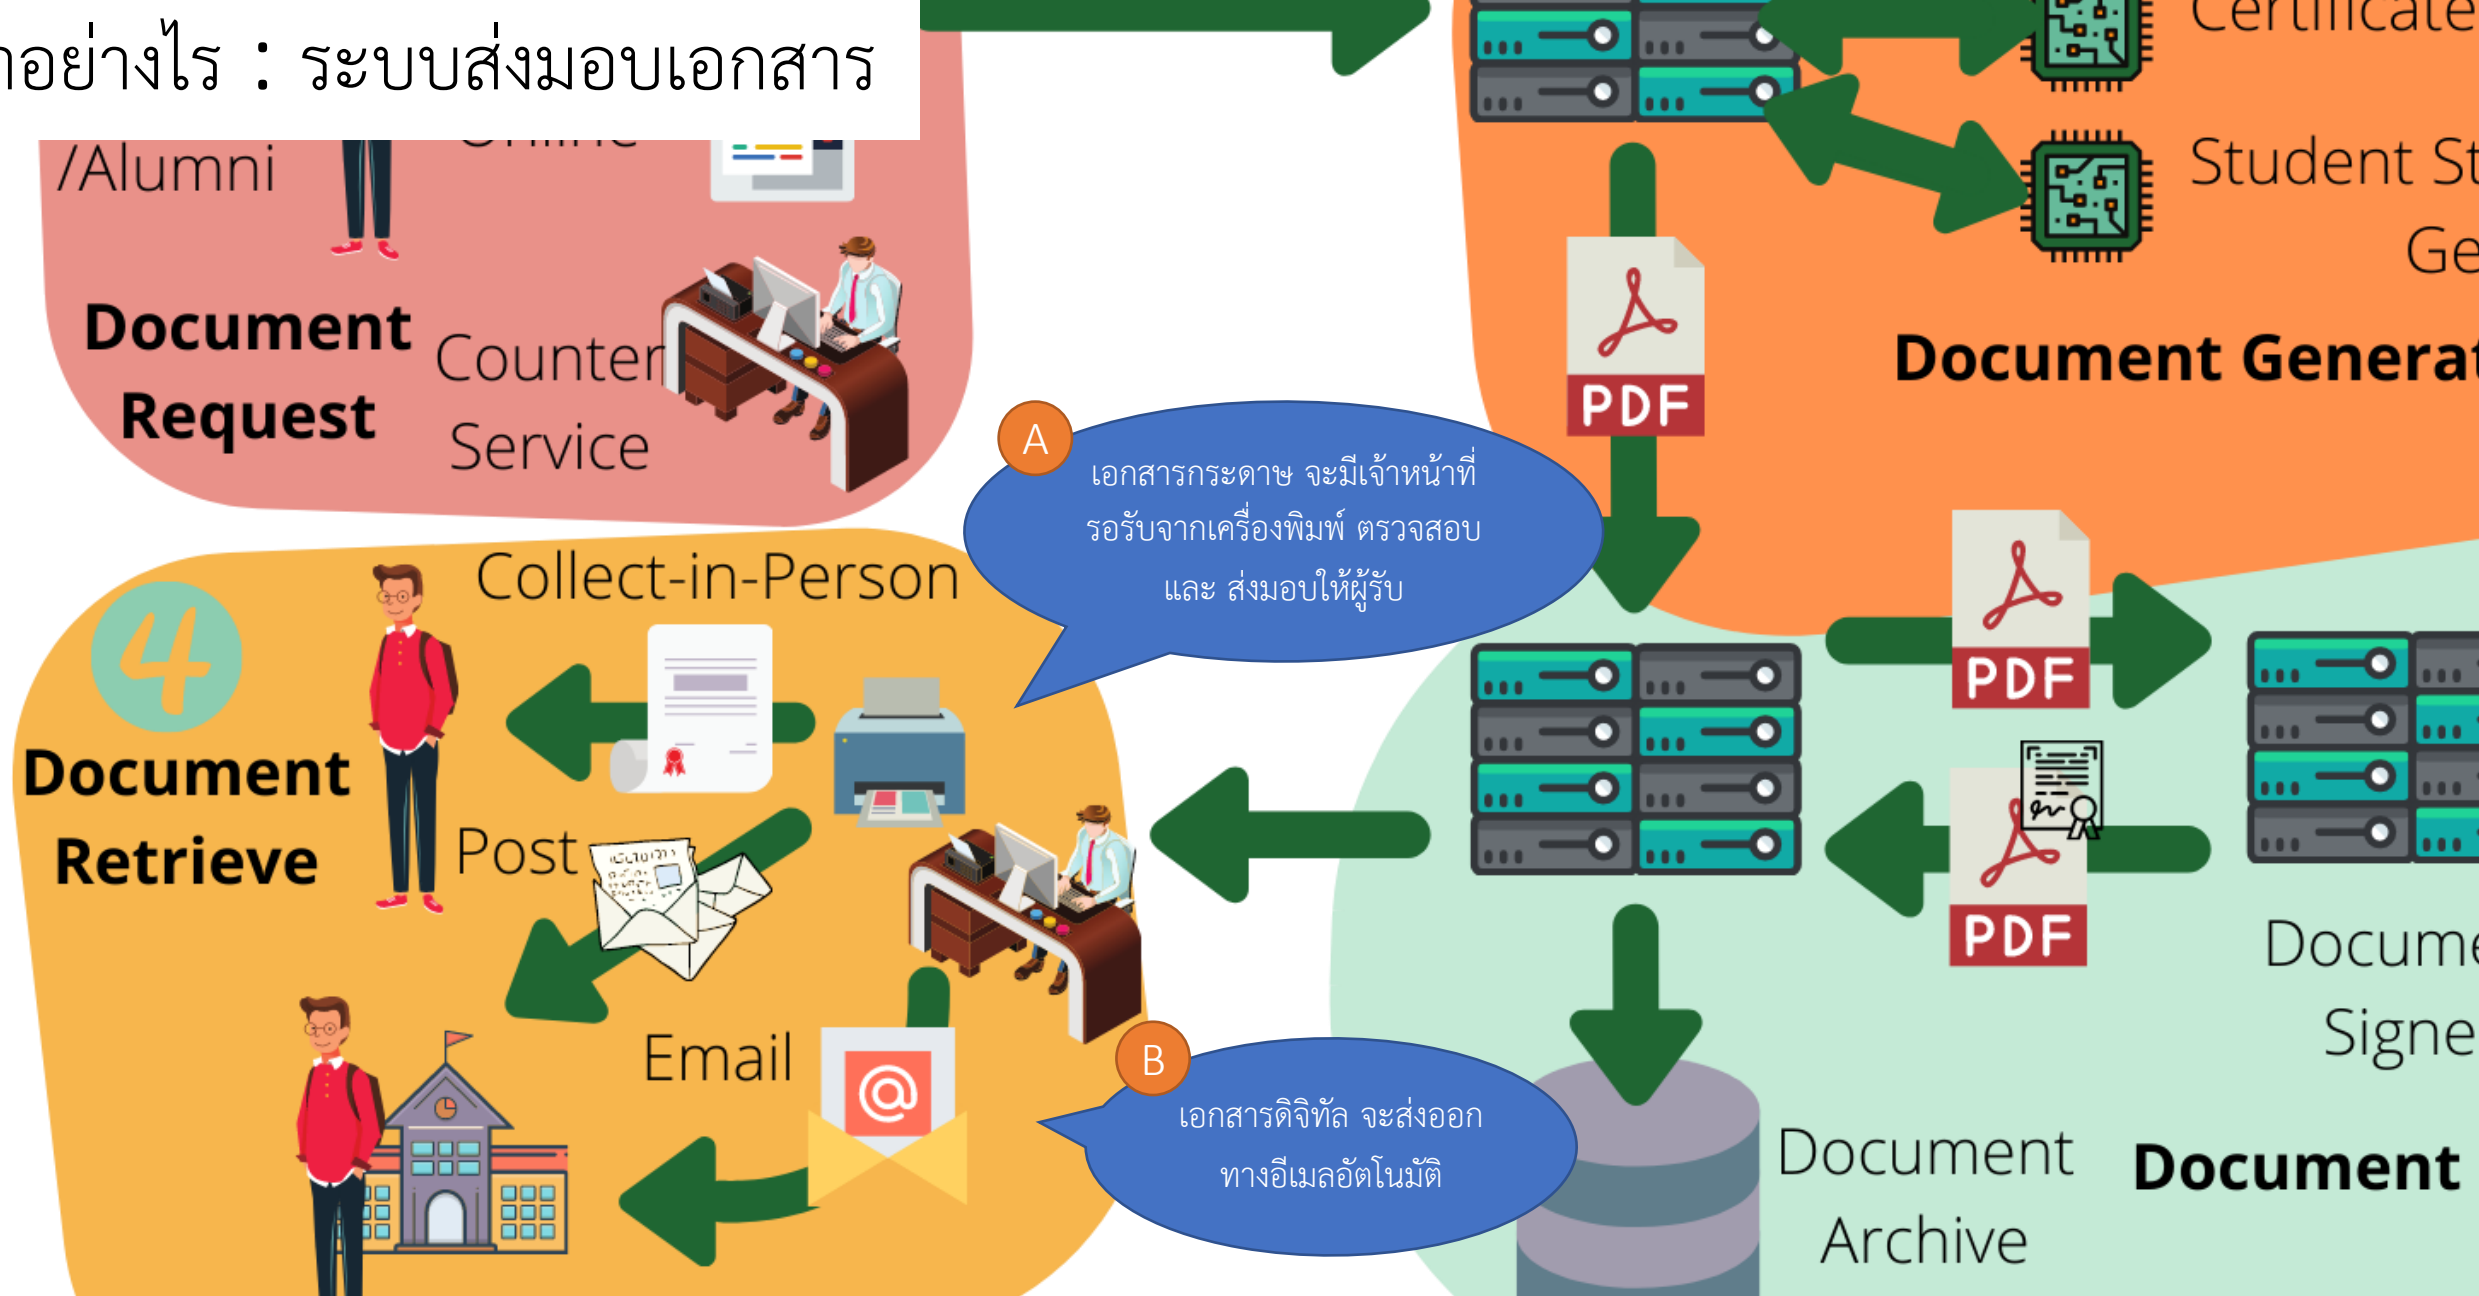 อย่างไร : ระบบส่งมอบเอกสาร
Certificate
/Alumni
Online
Student
Document
Request
Counter
Service
PDF
Document
A
เอกสารกระดาษ จะมีเจ้าหน้าที่
รอรับจากเครื่องพิมพ์ ตรวจสอบ
และ ส่งมอบให้ผู้รับ
4
Collect-in-Person
Document
Retrieve
Post
PDF
PDF
Email
@
B
เอกสารดิจิทัล จะส่งออก
ทางอีเมลอัตโนมัติ
Document
Archive
Document